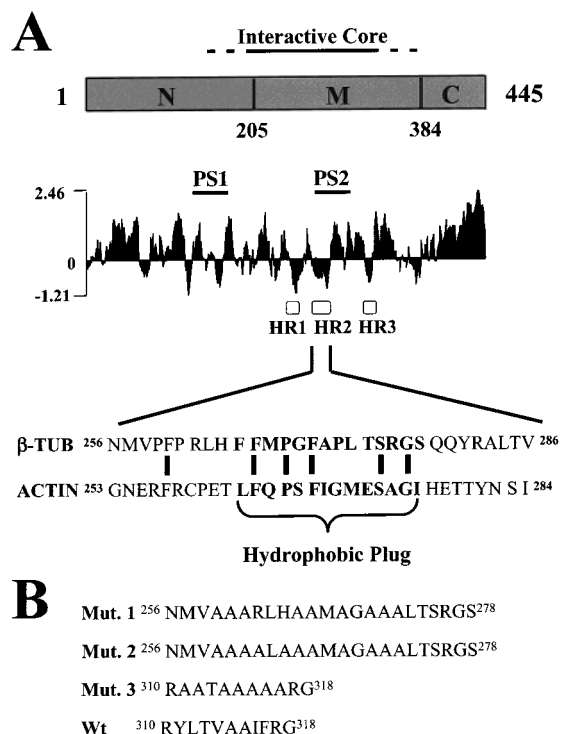 A
Interactive Core
1 N M C 445
205 384
PS1 PS2
2.46
0
-1.21
HR1 HR2 HR3
β-TUB 256 NMVPFP RLH F FMPGFAPLT SRGS QQYRALTV 286
ACTIN 253 GNERFRCPET LFQ PS FIGMESAGI HETTYN S I 284
Hydrophobic Plug
B
Mut. 1 256 NMVAAARLHAAMAGAAALTSRGS278
Mut. 2 256 NMVAAAALAAAMAGAAALTSRGS278
Mut. 3 310 RAATAAAAARG318
Wt 310 RYLTVAAIFRG318